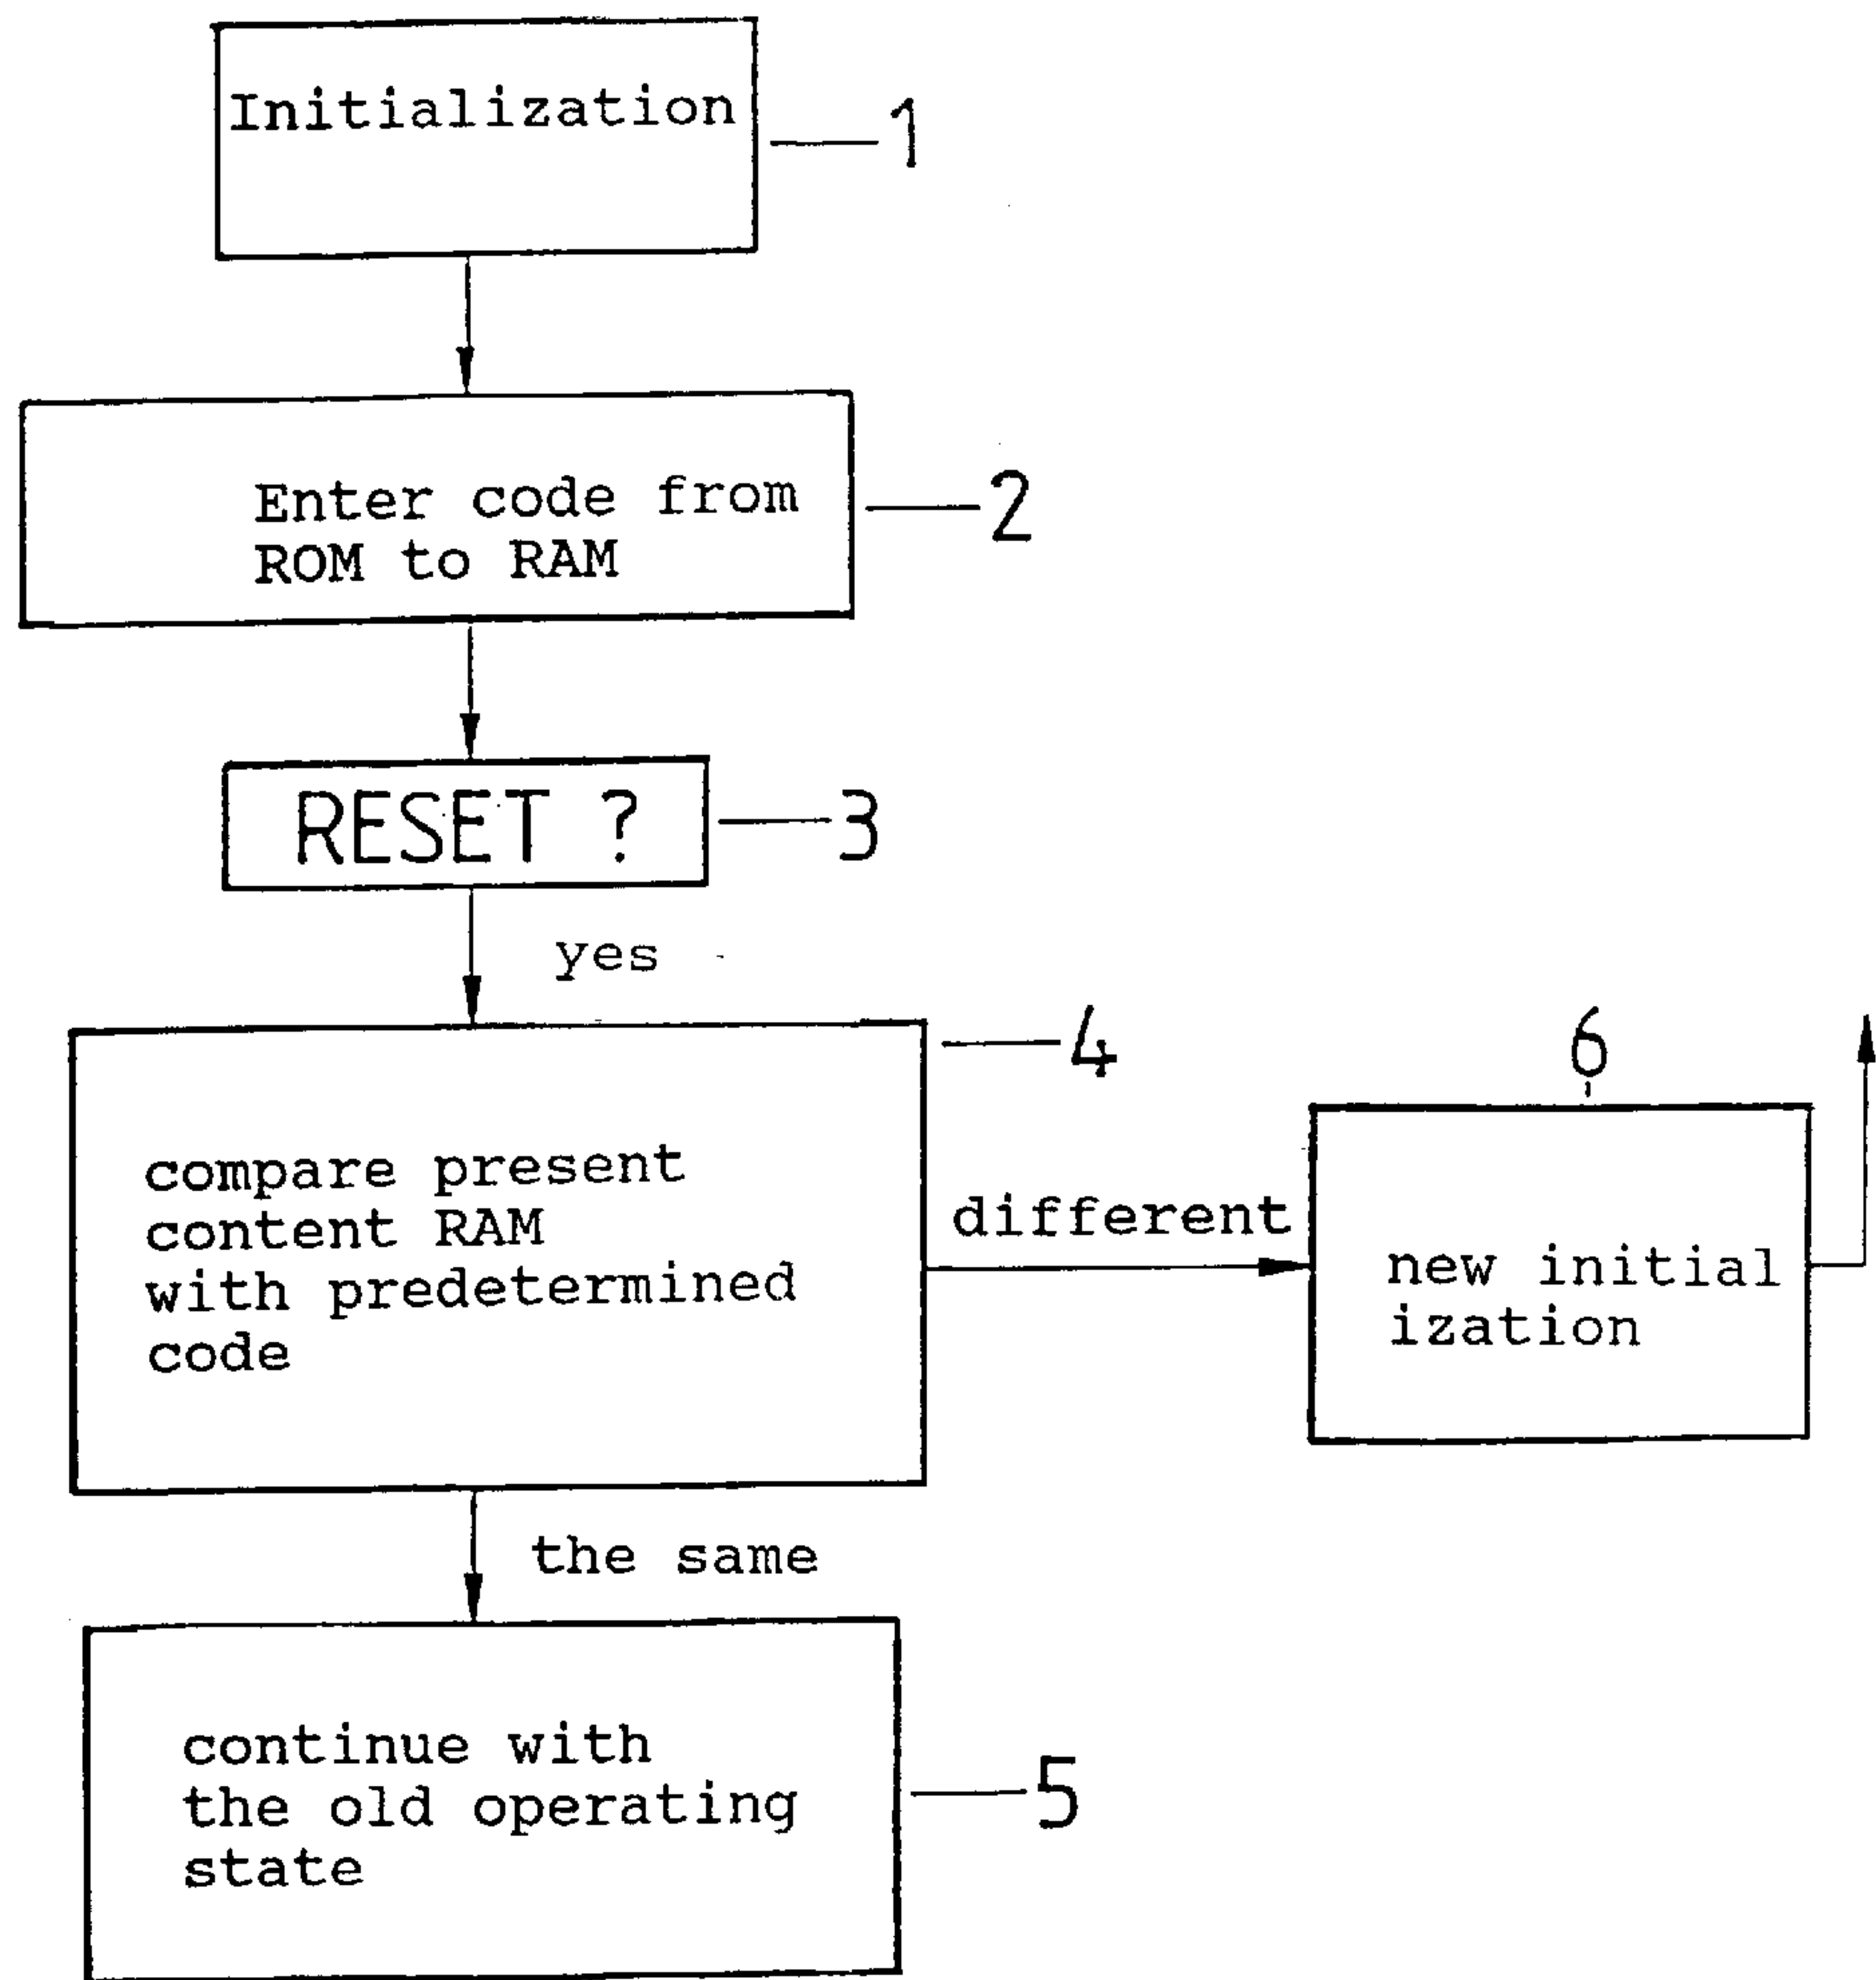 Initialization
1
Enter code from
ROM to RAM
2
RESET ?
3
yes
4
compare present
content RAM
with predetermined
code
different
6
new initial
ization
the same
continue with
the old operating
state
5